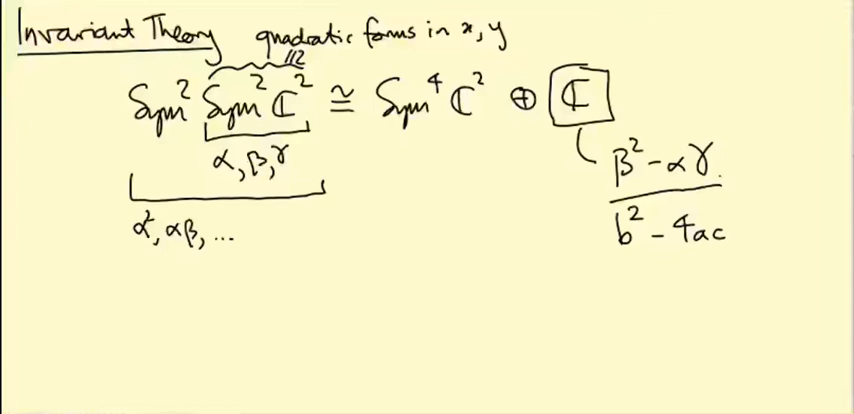 Invariant Theory quadratic forms in x, y
Sym² Sym² ℂ² ≅ Sym⁴ ℂ² ⊕ ℂ
α, β, γ
β² - αγ
α², αβ, ...
b² - 4ac